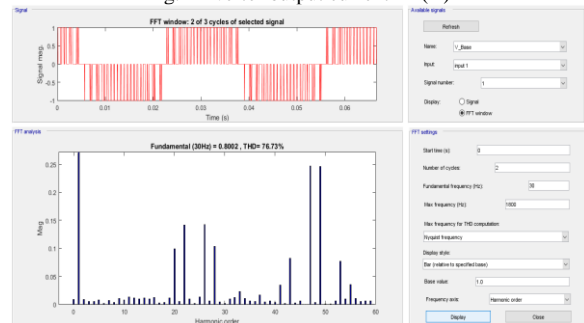 Signal
FFT window: 2 of 3 cycles of selected signal
Signal mag.
1
0.5
0
-0.5
-1
0
0.01
0.02
0.03
0.04
0.05
0.06
Time (s)
Available signals
Refresh
Name:
V_Bass
Input:
input 1
Signal number:
1
Display:
Signal
FFT window
FFT analysis
Fundamental (30Hz) = 0.8002 , THD= 76.73%
Mag
0.25
0.2
0.15
0.1
0.05
0
0
10
20
30
40
50
60
Harmonic order
FFT settings
Start time (s):
0
Number of cycles:
2
Fundamental frequency (Hz):
30
Max frequency (Hz):
1800
Max frequency for THD computation:
Nyquist frequency
Display style:
Bar (relative to specified base)
Base value:
1.0
Frequency axis:
Harmonic order
Display
Close